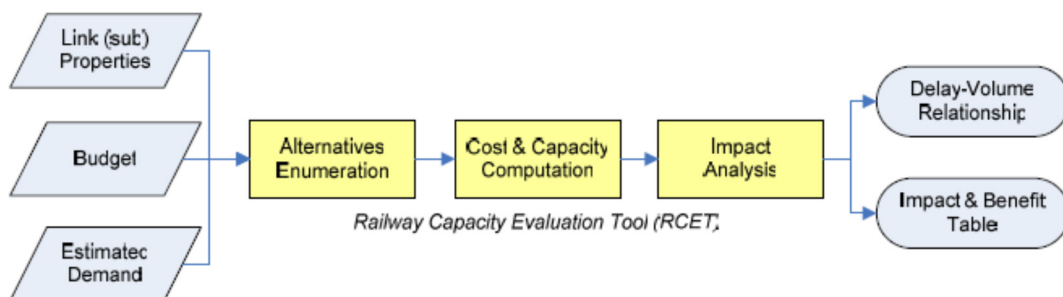 Link (sub)
Properties
Budget
Estimated
Demand
Alternatives
Enumeration
Cost & Capacity
Computation
Impact
Analysis
Railway Capacity Evaluation Tool (RCET)
Delay-Volume
Relationship
Impact & Benefit
Table